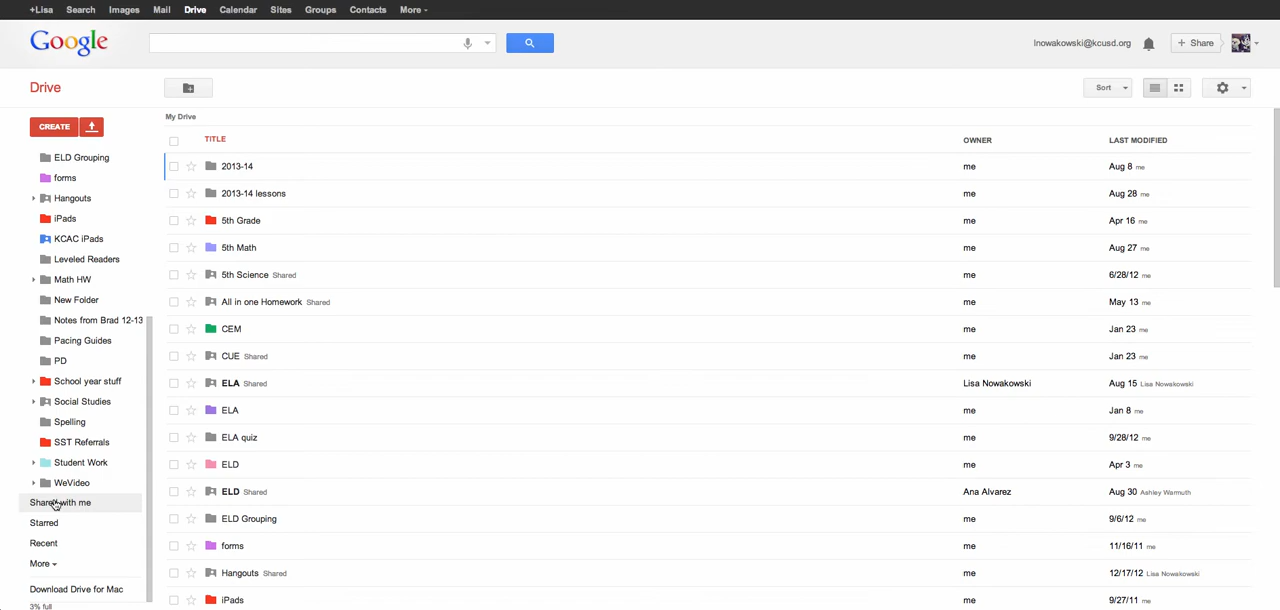 +Lisa Search Images Mail Drive Calendar Sites Groups Contacts More
Google
lnowakowski@kcusd.org + Share
Drive Sort
CREATE
ELD Grouping
forms
Hangouts
iPads
KCAC iPads
Leveled Readers
Math HW
New Folder
Notes from Brad 12-13
Pacing Guides
PD
School year stuff
Social Studies
Spelling
SST Referrals
Student Work
WeVideo
Shared with me
Starred
Recent
More
Download Drive for Mac
3% full
My Drive
TITLE OWNER LAST MODIFIED
2013-14 me Aug 8 me
2013-14 lessons me Aug 28 me
5th Grade me Apr 16 me
5th Math me Aug 27 me
5th Science Shared me 6/28/12 me
All in one Homework Shared me May 13 me
CEM me Jan 23 me
CUE Shared me Jan 23 me
ELA Shared Lisa Nowakowski Aug 15 Lisa Nowakowski
ELA me Jan 8 me
ELA quiz me 9/28/12 me
ELD me Apr 3 me
ELD Shared Ana Alvarez Aug 30 Ashley Warmuth
ELD Grouping me 9/6/12 me
forms me 11/16/11 me
Hangouts Shared me 12/17/12 Lisa Nowakowski
iPads me 9/27/11 me